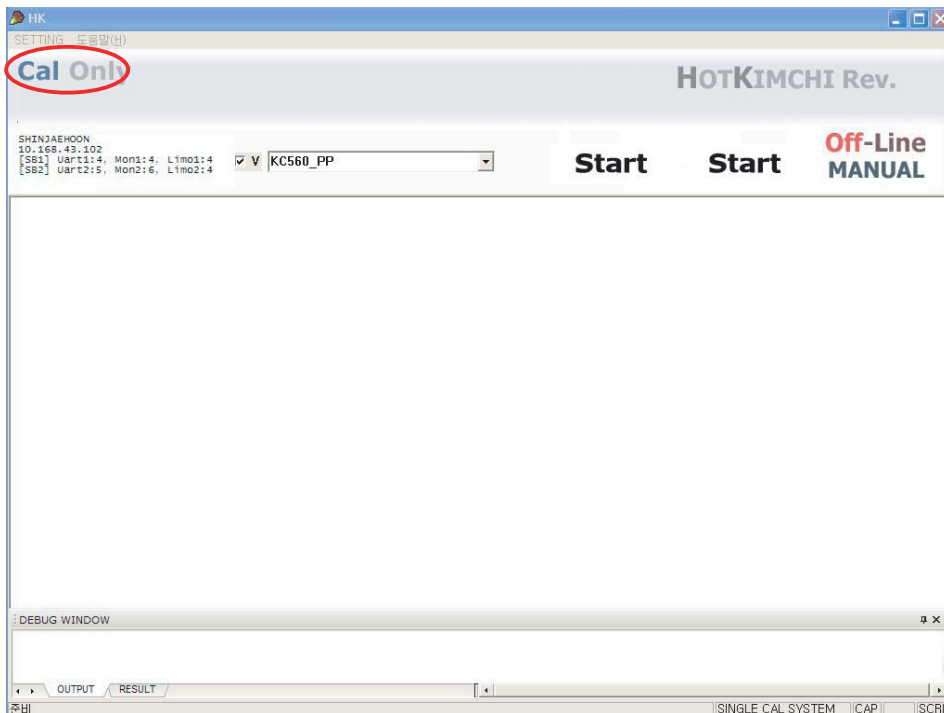 HK
SETTING 도움말(H)
Cal Only
HOTKIMCHI Rev.
SHINJAEHOON
10.168.43.102
[SB1] Uart1:4, Mon1:4, Limo1:4
[SB2] Uart2:5, Mon2:6, Limo2:4
V KC560_PP
Start Start
Off-Line
MANUAL
DEBUG WINDOW
OUTPUT RESULT
준비 SINGLE CAL SYSTEM CAP SCRL